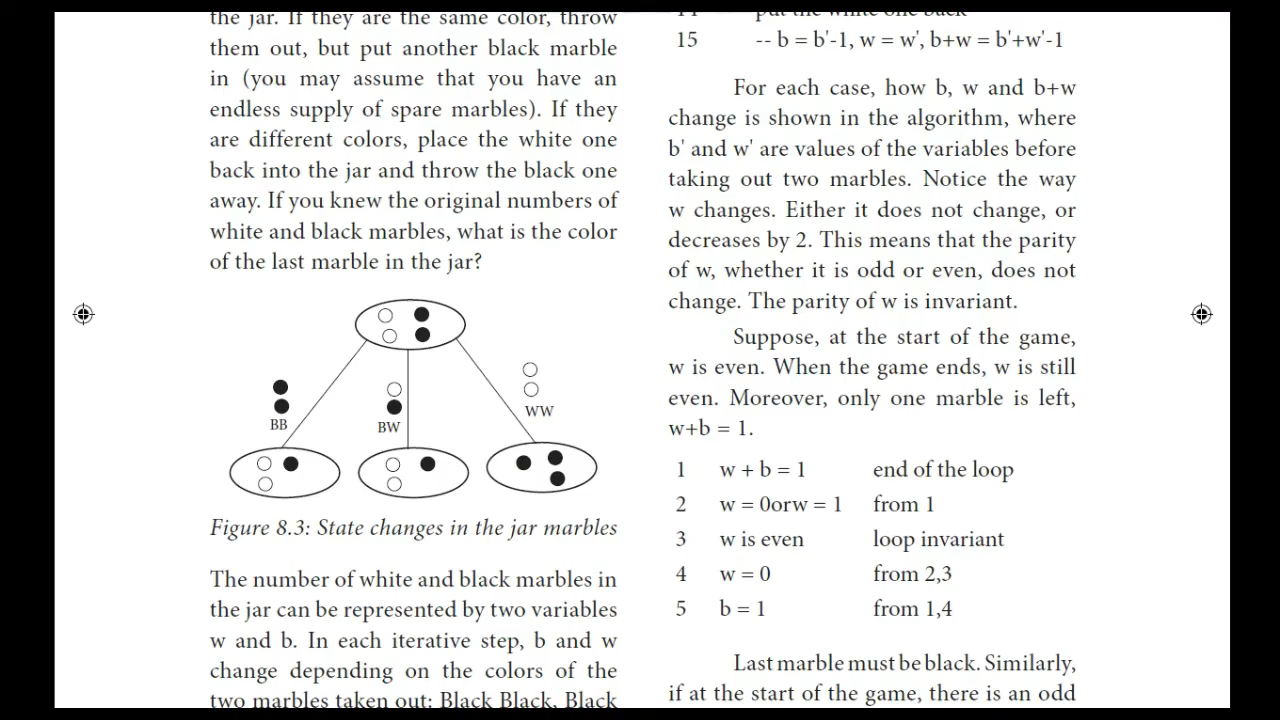 the jar. If they are the same color, throw
them out, but put another black marble
in (you may assume that you have an
endless supply of spare marbles). If they
are different colors, place the white one
back into the jar and throw the black one
away. If you knew the original numbers of
white and black marbles, what is the color
of the last marble in the jar?
BB
BW
WW
Figure 8.3: State changes in the jar marbles
The number of white and black marbles in
the jar can be represented by two variables
w and b. In each iterative step, b and w
change depending on the colors of the
two marbles taken out: Black Black, Black
put the white one back
15 -- b = b'-1, w = w', b+w = b'+w'-1
For each case, how b, w and b+w
change is shown in the algorithm, where
b' and w' are values of the variables before
taking out two marbles. Notice the way
w changes. Either it does not change, or
decreases by 2. This means that the parity
of w, whether it is odd or even, does not
change. The parity of w is invariant.
Suppose, at the start of the game,
w is even. When the game ends, w is still
even. Moreover, only one marble is left,
w+b = 1.
1 w + b = 1 end of the loop
2 w = 0orw = 1 from 1
3 w is even loop invariant
4 w = 0 from 2,3
5 b = 1 from 1,4
Last marble must be black. Similarly,
if at the start of the game, there is an odd